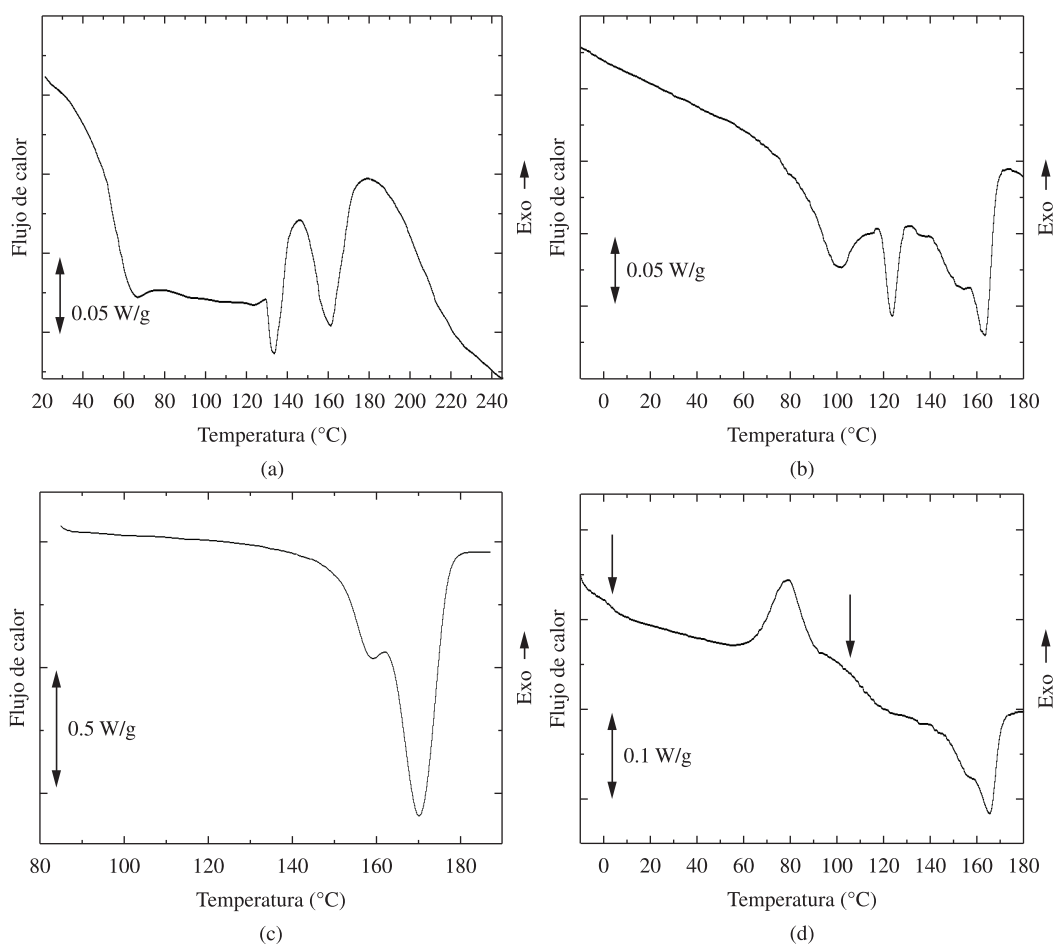 Flujo de calor
0.05 W/g
Exo
20 40 60 80 100 120 140 160 180 200 220 240
Temperatura (°C)
(a)
Flujo de calor
0.05 W/g
Exo
0 20 40 60 80 100 120 140 160 180
Temperatura (°C)
(b)
Flujo de calor
0.5 W/g
Exo
80 100 120 140 160 180
Temperatura (°C)
(c)
Flujo de calor
0.1 W/g
Exo
0 20 40 60 80 100 120 140 160 180
Temperatura (°C)
(d)